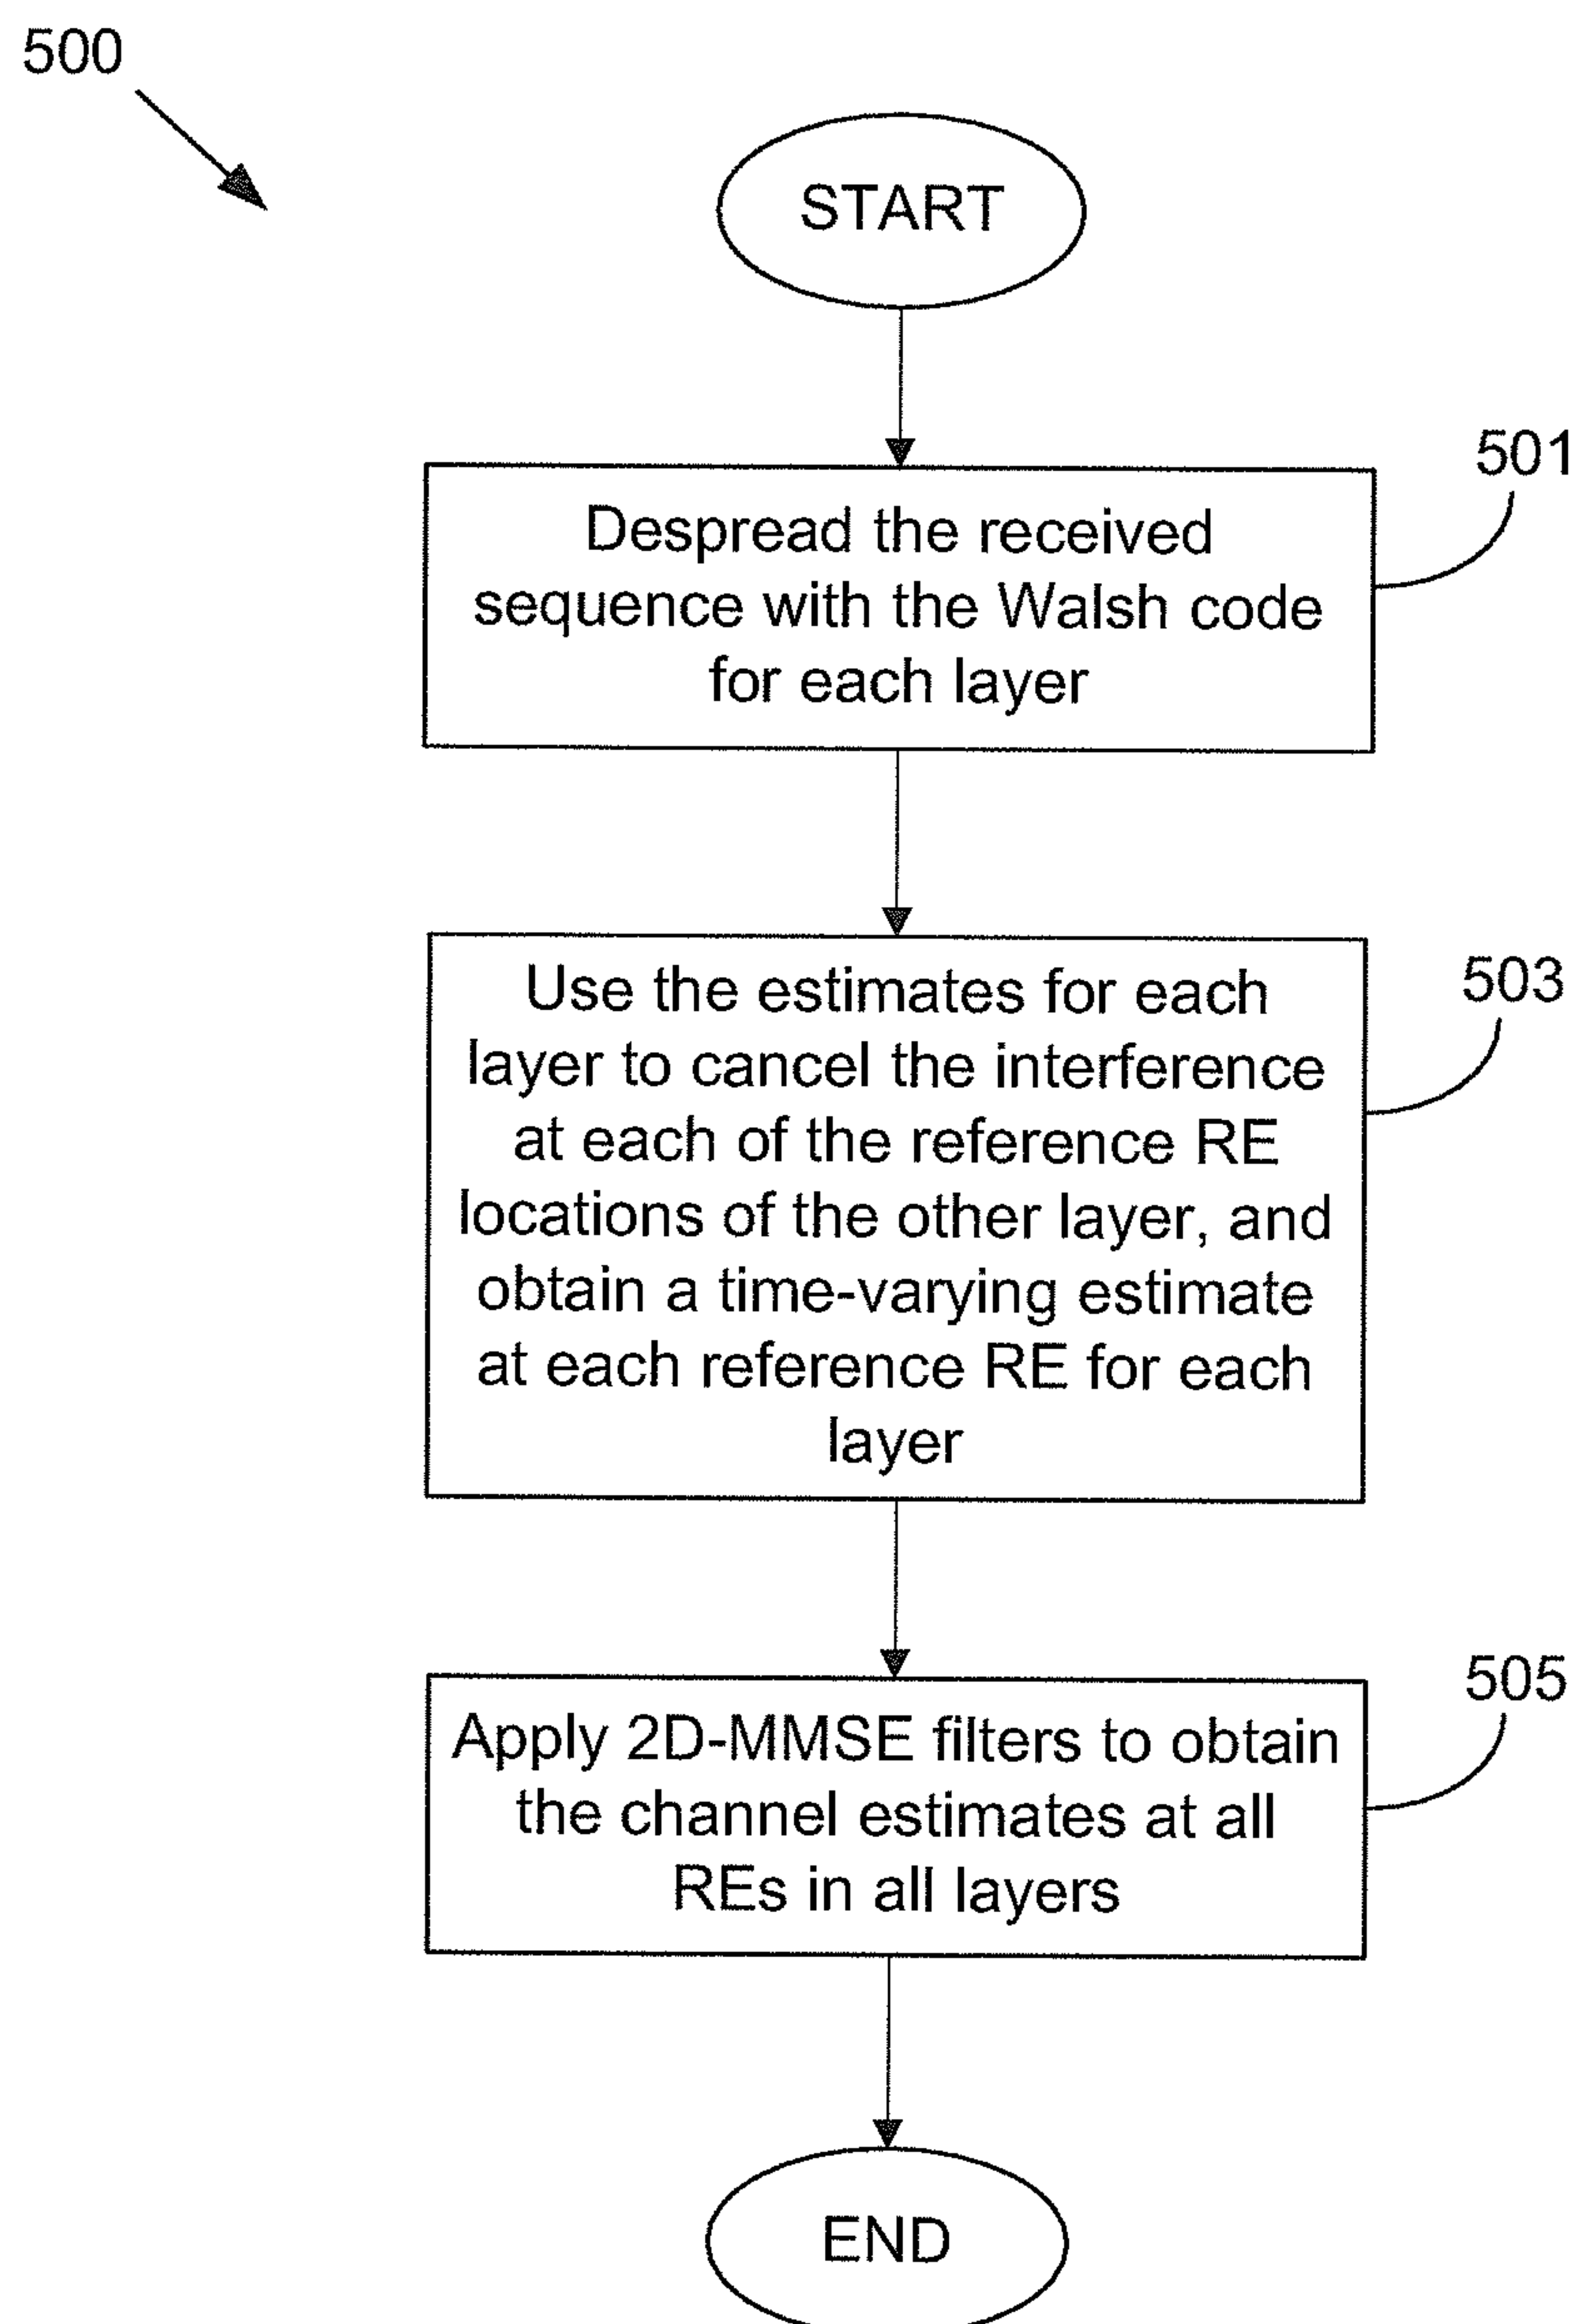 500
START
501
Despread the received
sequence with the Walsh code
for each layer
503
Use the estimates for each
layer to cancel the interference
at each of the reference RE
locations of the other layer, and
obtain a time-varying estimate
at each reference RE for each
layer
505
Apply 2D-MMSE filters to obtain
the channel estimates at all
REs in all layers
END